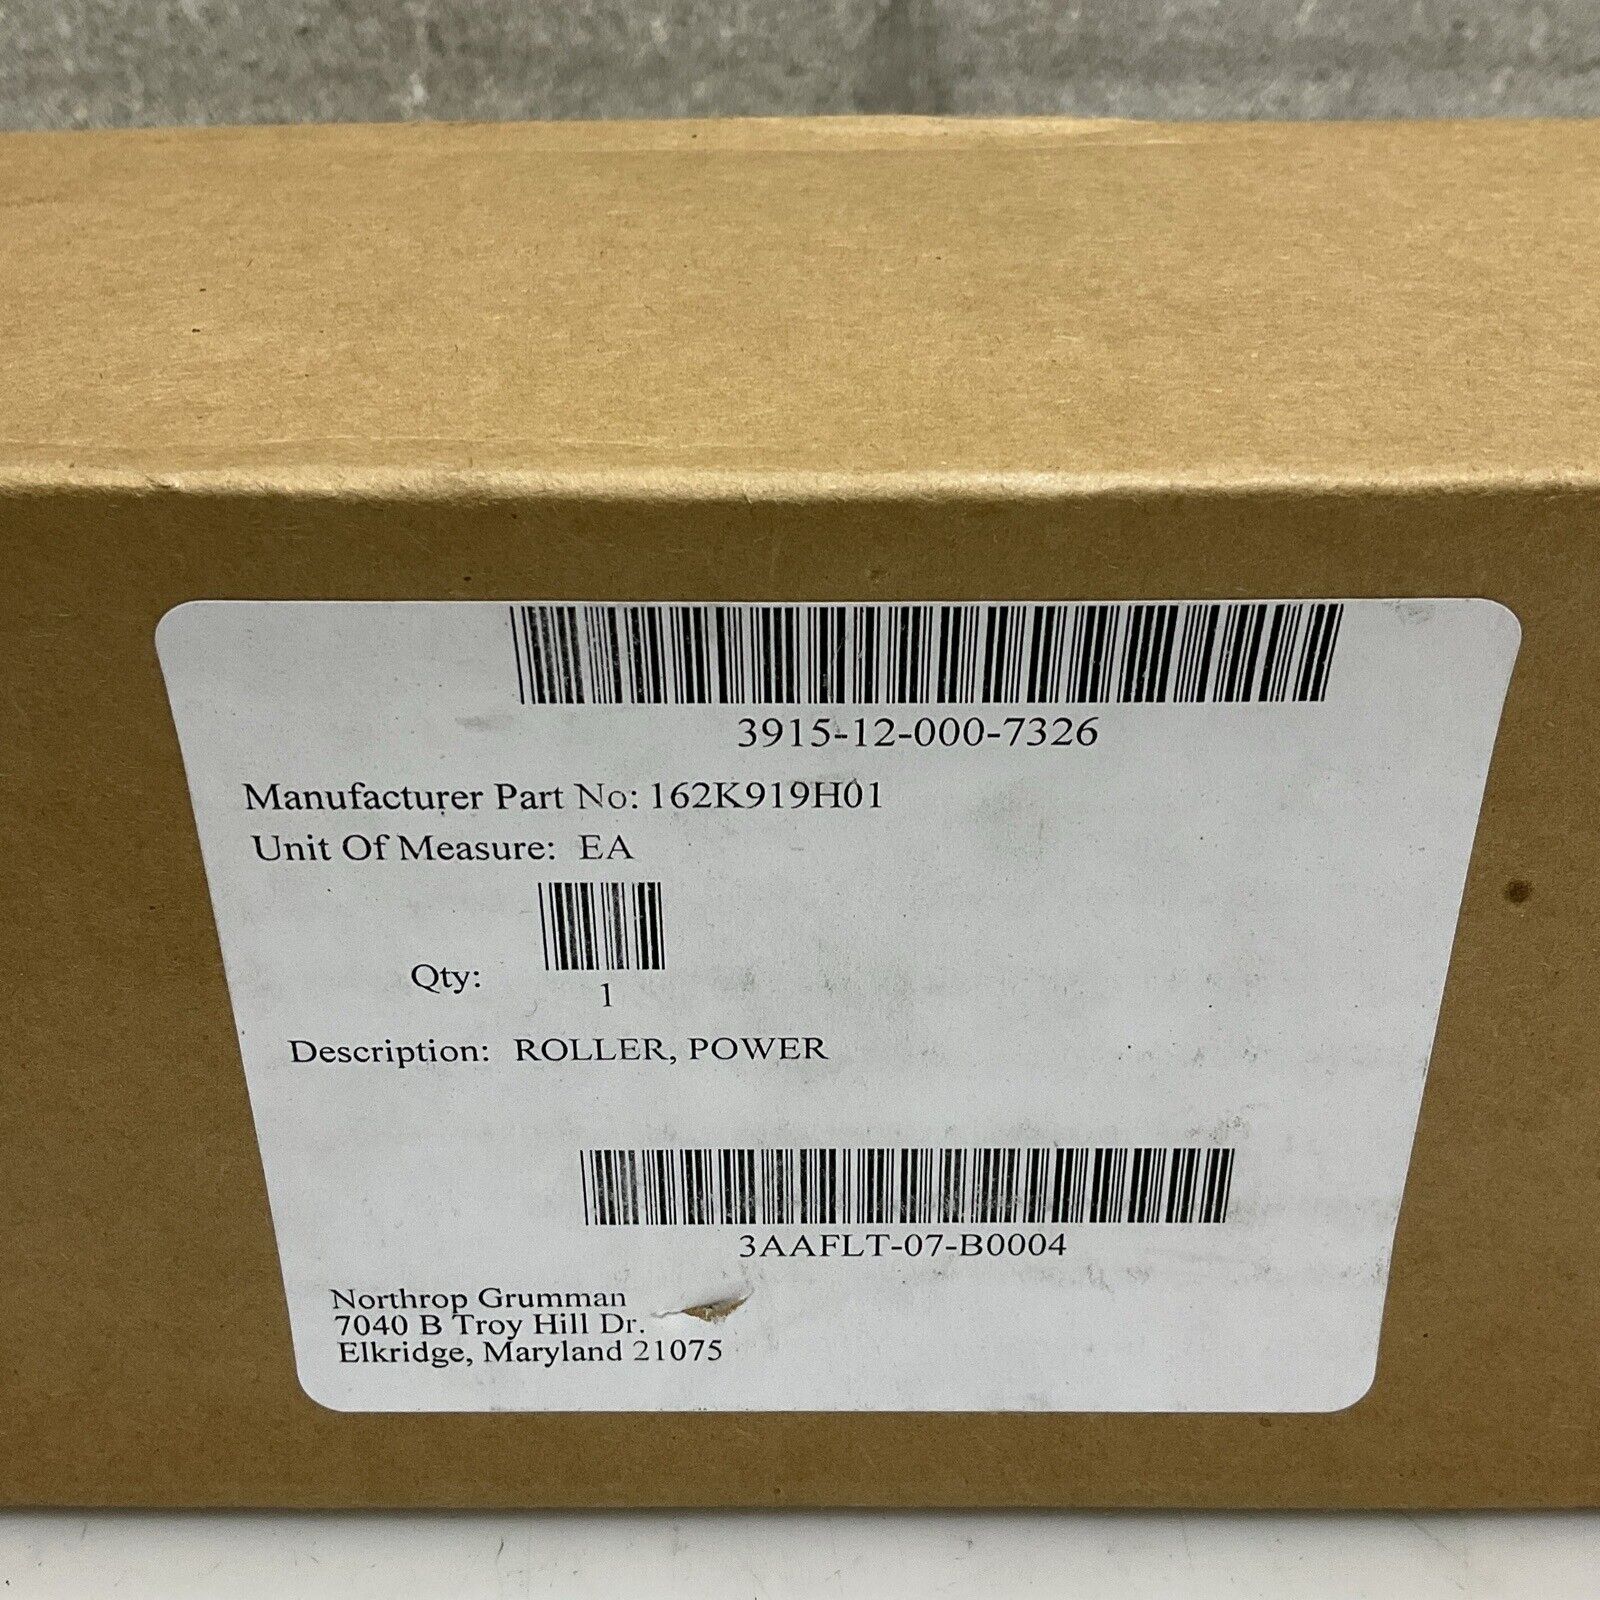 3915-12-000-7326
Manufacturer Part No: 162K919H01
Unit Of Measure: EA
Qty:
1
Description: ROLLER, POWER
3AAFLT-07-B0004
Northrop Grumman
7040 B Troy Hill Dr.
Elkridge, Maryland 21075